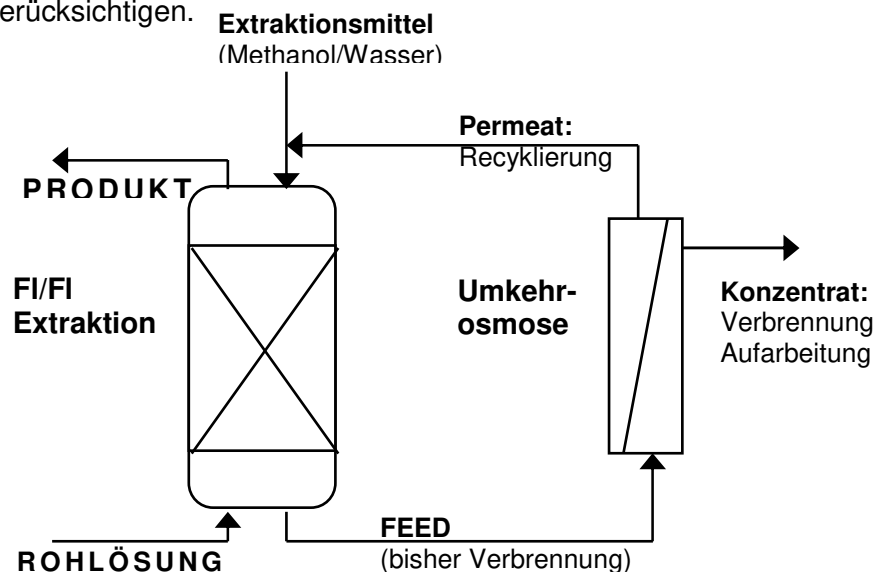 erücksichtigen.
Extraktionsmittel
(Methanol/Wasser)
Permeat:
Recyklierung
PRODUKT
Fl/Fl
Extraktion
Umkehr-
osmose
Konzentrat:
Verbrennung
Aufarbeitung
FEED
(bisher Verbrennung)
ROHLÖSUNG